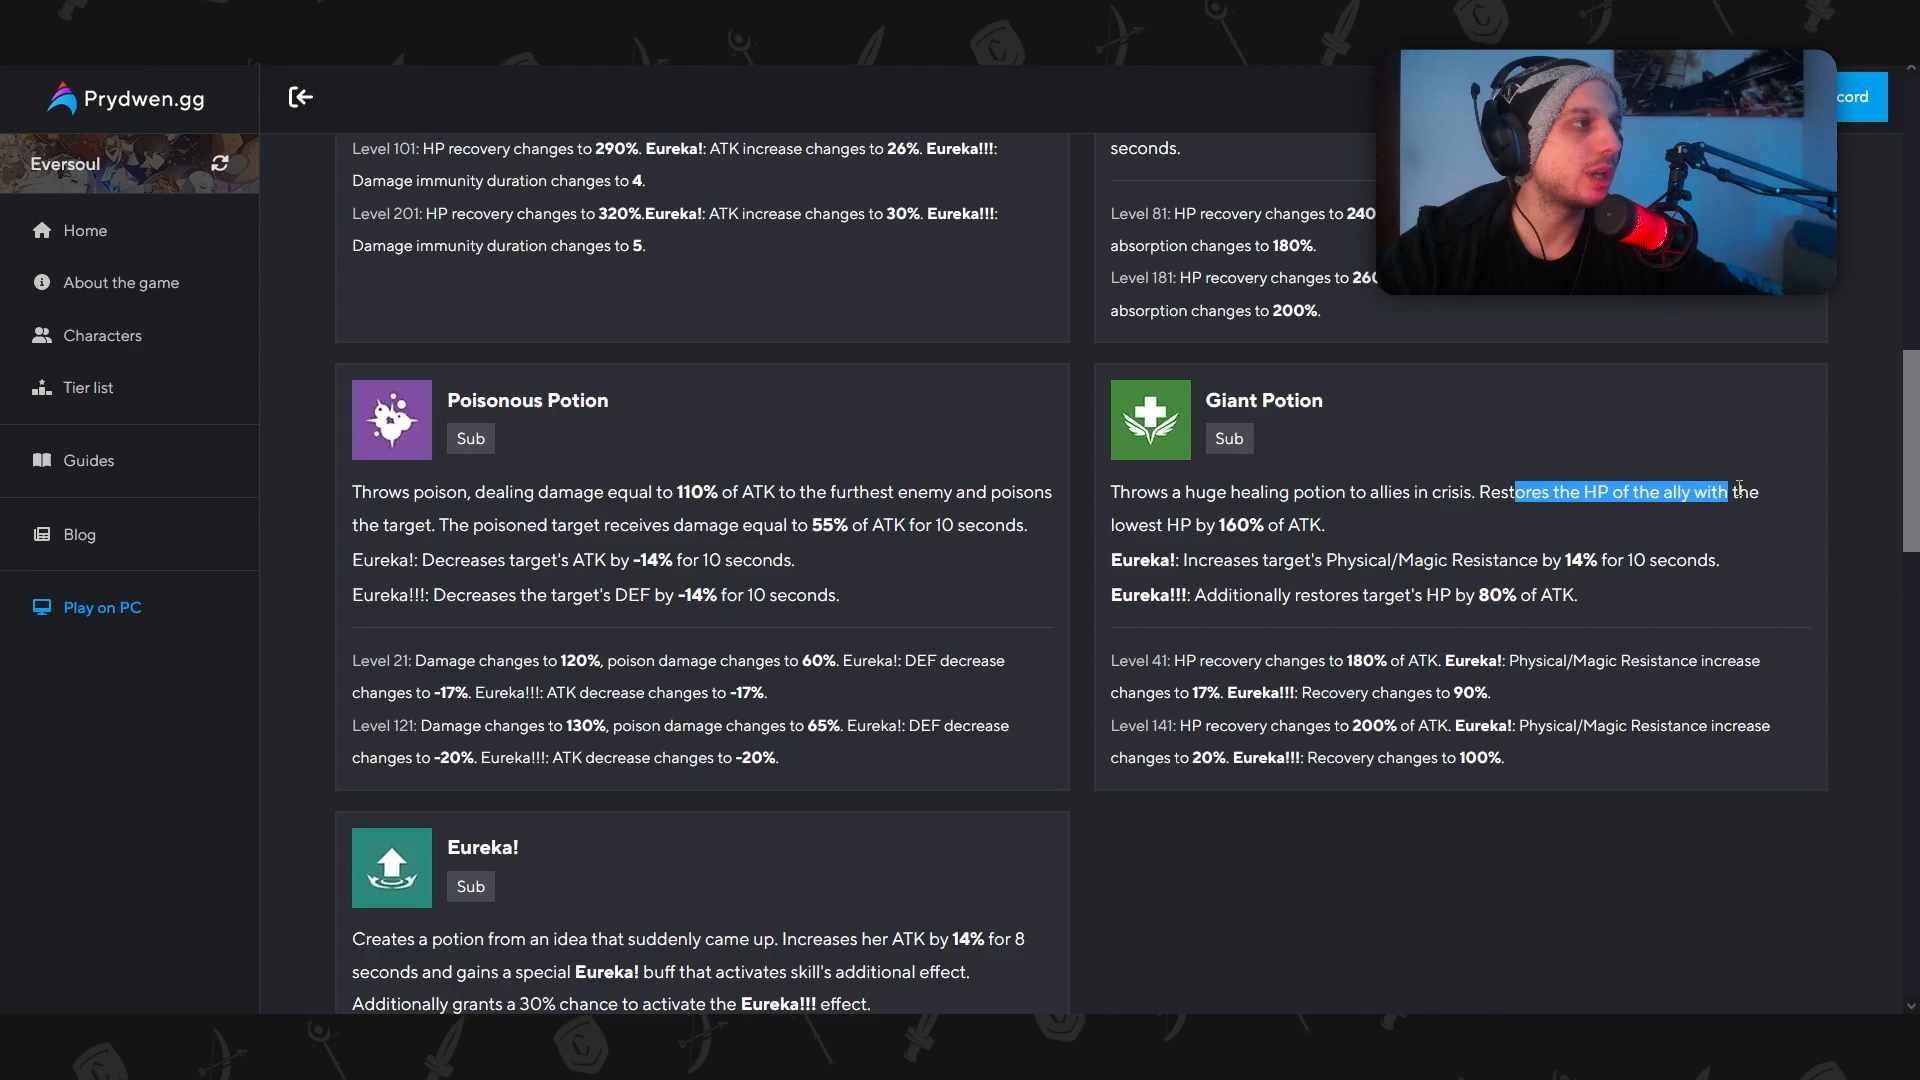 Prydwen.gg
cord
Eversoul
Home
About the game
Characters
Tier list
Guides
Blog
Play on PC
Level 101: HP recovery changes to 290%. Eureka!: ATK increase changes to 26%. Eureka!!!:
Damage immunity duration changes to 4.
Level 201: HP recovery changes to 320%.Eureka!: ATK increase changes to 30%. Eureka!!!:
Damage immunity duration changes to 5.
seconds.
Level 81: HP recovery changes to 240
absorption changes to 180%.
Level 181: HP recovery changes to 260
absorption changes to 200%.
Poisonous Potion
Sub
Throws poison, dealing damage equal to 110% of ATK to the furthest enemy and poisons
the target. The poisoned target receives damage equal to 55% of ATK for 10 seconds.
Eureka!: Decreases target's ATK by -14% for 10 seconds.
Eureka!!!: Decreases the target's DEF by -14% for 10 seconds.
Level 21: Damage changes to 120%, poison damage changes to 60%. Eureka!: DEF decrease
changes to -17%. Eureka!!!: ATK decrease changes to -17%.
Level 121: Damage changes to 130%, poison damage changes to 65%. Eureka!: DEF decrease
changes to -20%. Eureka!!!: ATK decrease changes to -20%.
Giant Potion
Sub
Throws a huge healing potion to allies in crisis. Restores the HP of the ally with the
lowest HP by 160% of ATK.
Eureka!: Increases target's Physical/Magic Resistance by 14% for 10 seconds.
Eureka!!!: Additionally restores target's HP by 80% of ATK.
Level 41: HP recovery changes to 180% of ATK. Eureka!: Physical/Magic Resistance increase
changes to 17%. Eureka!!!: Recovery changes to 90%.
Level 141: HP recovery changes to 200% of ATK. Eureka!: Physical/Magic Resistance increase
changes to 20%. Eureka!!!: Recovery changes to 100%.
Eureka!
Sub
Creates a potion from an idea that suddenly came up. Increases her ATK by 14% for 8
seconds and gains a special Eureka! buff that activates skill's additional effect.
Additionally grants a 30% chance to activate the Eureka!!! effect.